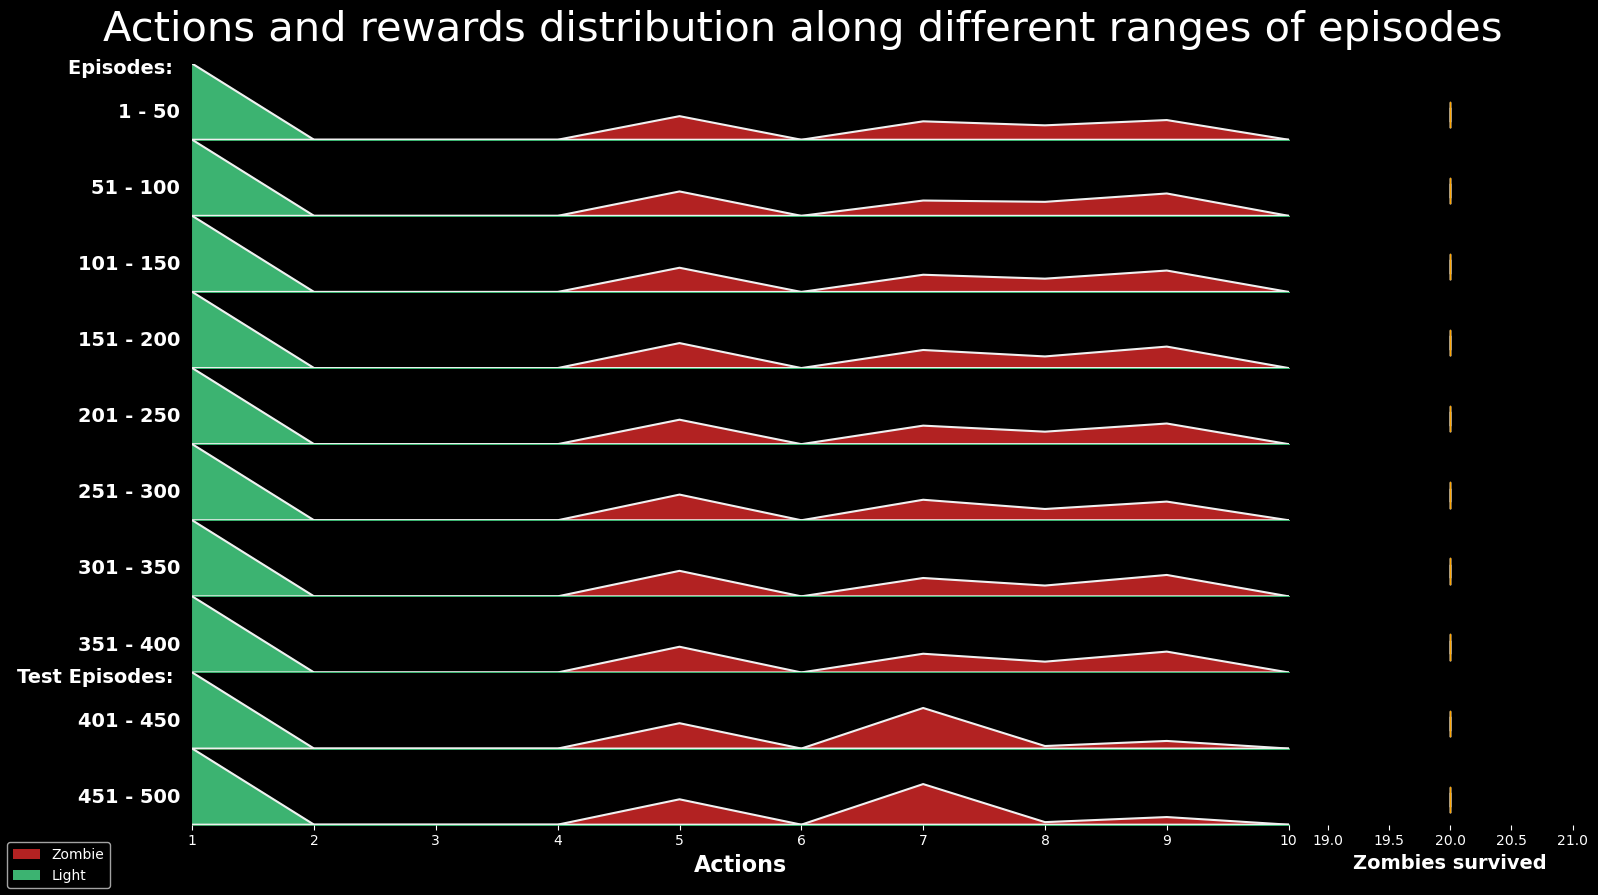 Actions and rewards distribution along different ranges of episodes
Episodes:
1 - 50
51 - 100
101 - 150
151 - 200
201 - 250
251 - 300
301 - 350
351 - 400
Test Episodes:
401 - 450
451 - 500
1 2 3 4 5 6 7 8 9 10 19.0 19.5 20.0 20.5 21.0
Actions
Zombies survived
Zombie
Light